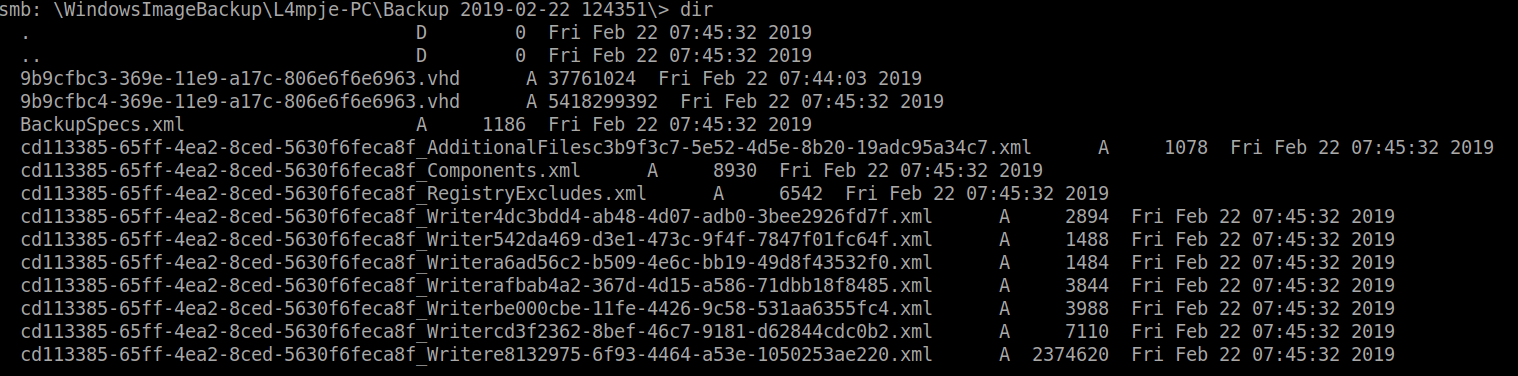 smb: \WindowsImageBackup\L4mpje-PC\Backup 2019-02-22 124351\> dir
. D 0 Fri Feb 22 07:45:32 2019
.. D 0 Fri Feb 22 07:45:32 2019
9b9cfbc3-369e-11e9-a17c-806e6f6e6963.vhd A 37761024 Fri Feb 22 07:44:03 2019
9b9cfbc4-369e-11e9-a17c-806e6f6e6963.vhd A 5418299392 Fri Feb 22 07:45:32 2019
BackupSpecs.xml A 1186 Fri Feb 22 07:45:32 2019
cd113385-65ff-4ea2-8ced-5630f6feca8f_AdditionalFilesc3b9f3c7-5e52-4d5e-8b20-19adc95a34c7.xml A 1078 Fri Feb 22 07:45:32 2019
cd113385-65ff-4ea2-8ced-5630f6feca8f_Components.xml A 8930 Fri Feb 22 07:45:32 2019
cd113385-65ff-4ea2-8ced-5630f6feca8f_RegistryExcludes.xml A 6542 Fri Feb 22 07:45:32 2019
cd113385-65ff-4ea2-8ced-5630f6feca8f_Writer4dc3bdd4-ab48-4d07-adb0-3bee2926fd7f.xml A 2894 Fri Feb 22 07:45:32 2019
cd113385-65ff-4ea2-8ced-5630f6feca8f_Writer542da469-d3e1-473c-9f4f-7847f01fc64f.xml A 1488 Fri Feb 22 07:45:32 2019
cd113385-65ff-4ea2-8ced-5630f6feca8f_Writera6ad56c2-b509-4e6c-bb19-49d8f43532f0.xml A 1484 Fri Feb 22 07:45:32 2019
cd113385-65ff-4ea2-8ced-5630f6feca8f_Writerafbab4a2-367d-4d15-a586-71dbb18f8485.xml A 3844 Fri Feb 22 07:45:32 2019
cd113385-65ff-4ea2-8ced-5630f6feca8f_Writerbe000cbe-11fe-4426-9c58-531aa6355fc4.xml A 3988 Fri Feb 22 07:45:32 2019
cd113385-65ff-4ea2-8ced-5630f6feca8f_Writercd3f2362-8bef-46c7-9181-d62844cdc0b2.xml A 7110 Fri Feb 22 07:45:32 2019
cd113385-65ff-4ea2-8ced-5630f6feca8f_Writere8132975-6f93-4464-a53e-1050253ae220.xml A 2374620 Fri Feb 22 07:45:32 2019